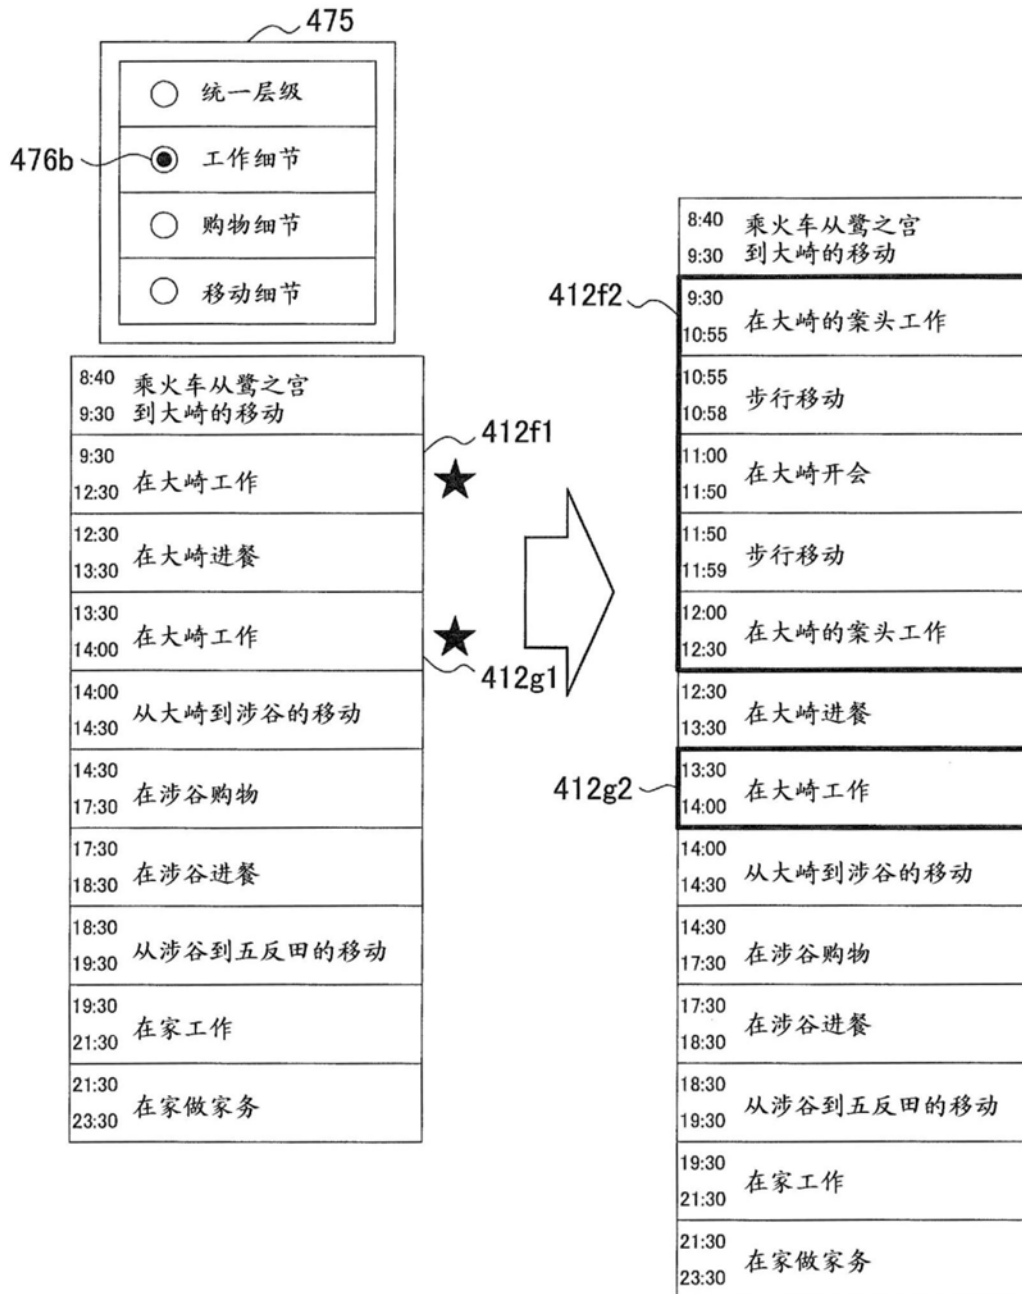 475
统一层级
476b
工作细节
购物细节
移动细节
8:40
乘火车从鹭之宫
9:30
到大崎的移动
412f1
9:30
在大崎工作
12:30
12:30
在大崎进餐
13:30
13:30
在大崎工作
14:00
412g1
14:00
从大崎到涉谷的移动
14:30
14:30
在涉谷购物
17:30
17:30
在涉谷进餐
18:30
18:30
从涉谷到五反田的移动
19:30
19:30
在家工作
21:30
21:30
在家做家务
23:30
8:40
乘火车从鹭之宫
9:30
到大崎的移动
412f2
9:30
在大崎的案头工作
10:55
10:55
步行移动
10:58
11:00
在大崎开会
11:50
11:50
步行移动
11:59
12:00
在大崎的案头工作
12:30
12:30
在大崎进餐
13:30
412g2
13:30
在大崎工作
14:00
14:00
从大崎到涉谷的移动
14:30
14:30
在涉谷购物
17:30
17:30
在涉谷进餐
18:30
18:30
从涉谷到五反田的移动
19:30
19:30
在家工作
21:30
21:30
在家做家务
23:30